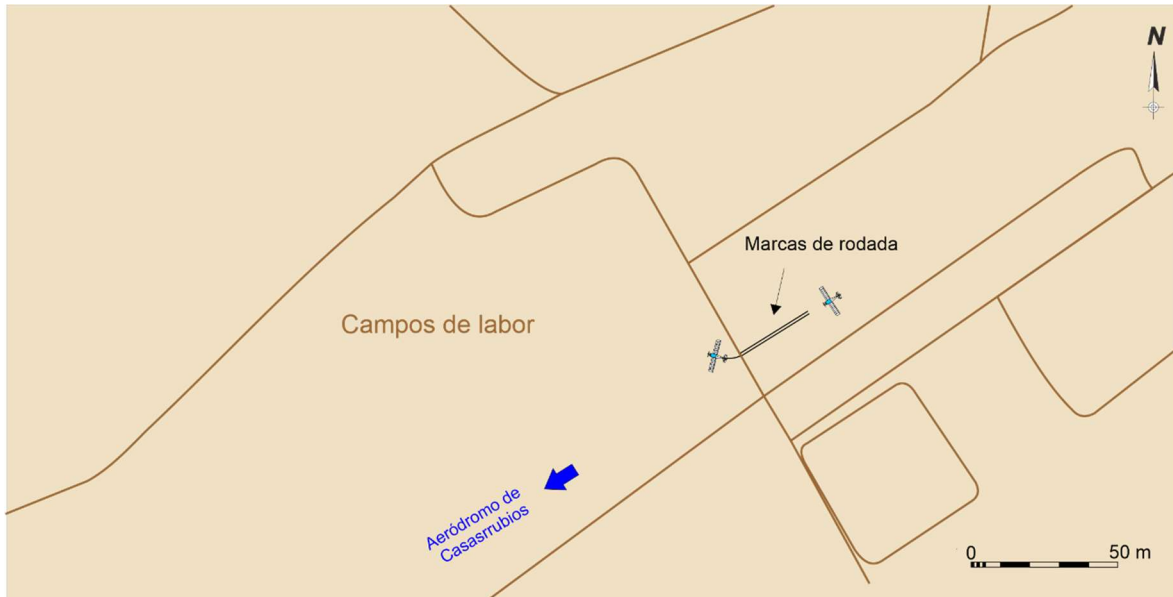 N
Marcas de rodada
Campos de labor
Aeródromo de
Casasrrubios
0 50 m